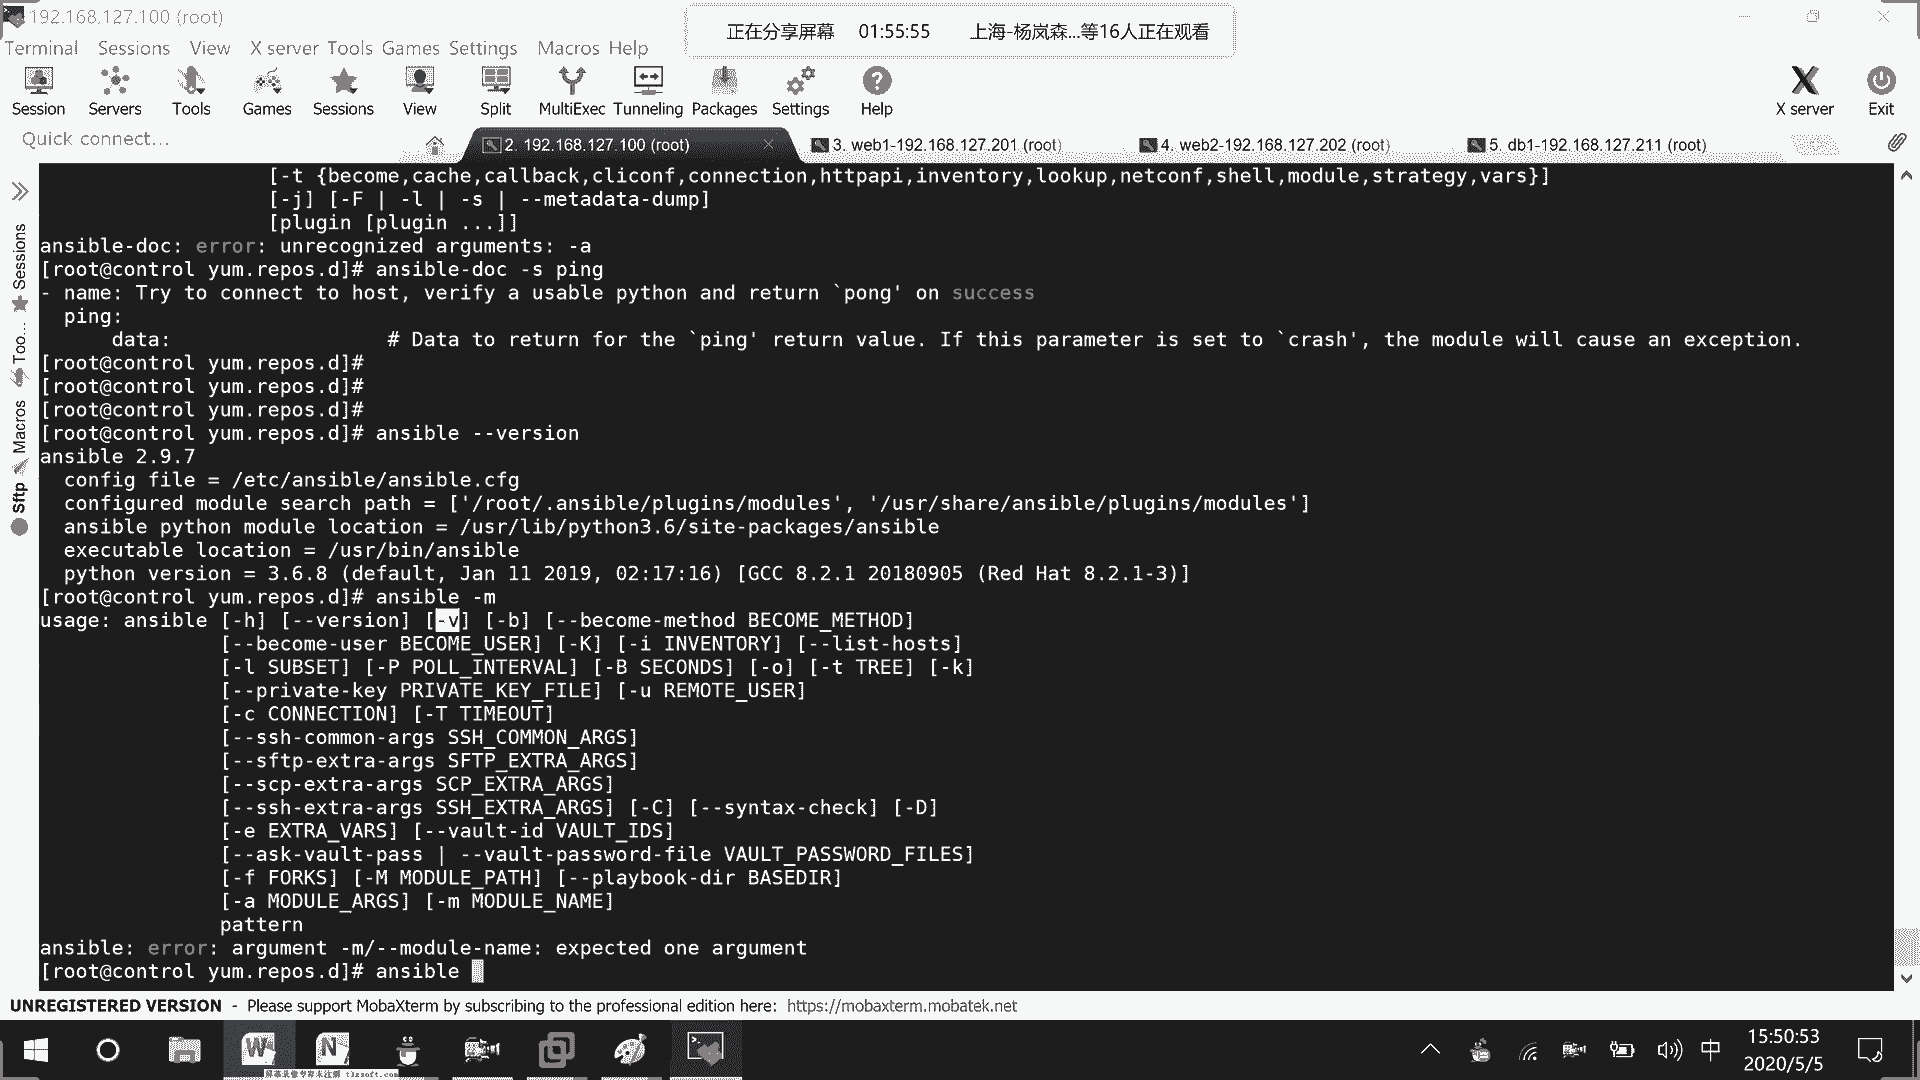 192.168.127.100 (root)
正在分享屏幕 01:55:55 上海-杨岚森...等16人正在观看
Terminal Sessions View X server Tools Games Settings Macros Help
Session Servers Tools Games Sessions View Split MultiExec Tunneling Packages Settings Help X server Exit
Quick connect...
2. 192.168.127.100 (root)
3. web1-192.168.127.201 (root)
4. web2-192.168.127.202 (root)
5. db1-192.168.127.211 (root)
Sessions
Too...
Macros
Sftp
[-t {become,cache,callback,cliconf,connection,httpapi,inventory,lookup,netconf,shell,module,strategy,vars}]
[-j] [-F | -l | -s | --metadata-dump]
[plugin [plugin ...]]
ansible-doc: error: unrecognized arguments: -a
[root@control yum.repos.d]# ansible-doc -s ping
- name: Try to connect to host, verify a usable python and return `pong' on success
ping:
data: # Data to return for the `ping' return value. If this parameter is set to `crash', the module will cause an exception.
[root@control yum.repos.d]#
[root@control yum.repos.d]#
[root@control yum.repos.d]#
[root@control yum.repos.d]# ansible --version
ansible 2.9.7
config file = /etc/ansible/ansible.cfg
configured module search path = ['/root/.ansible/plugins/modules', '/usr/share/ansible/plugins/modules']
ansible python module location = /usr/lib/python3.6/site-packages/ansible
executable location = /usr/bin/ansible
python version = 3.6.8 (default, Jan 11 2019, 02:17:16) [GCC 8.2.1 20180905 (Red Hat 8.2.1-3)]
[root@control yum.repos.d]# ansible -m
usage: ansible [-h] [--version] [-v] [-b] [--become-method BECOME_METHOD]
[--become-user BECOME_USER] [-K] [-i INVENTORY] [--list-hosts]
[-l SUBSET] [-P POLL_INTERVAL] [-B SECONDS] [-o] [-t TREE] [-k]
[--private-key PRIVATE_KEY_FILE] [-u REMOTE_USER]
[-c CONNECTION] [-T TIMEOUT]
[--ssh-common-args SSH_COMMON_ARGS]
[--sftp-extra-args SFTP_EXTRA_ARGS]
[--scp-extra-args SCP_EXTRA_ARGS]
[--ssh-extra-args SSH_EXTRA_ARGS] [-C] [--syntax-check] [-D]
[-e EXTRA_VARS] [--vault-id VAULT_IDS]
[--ask-vault-pass | --vault-password-file VAULT_PASSWORD_FILES]
[-f FORKS] [-M MODULE_PATH] [--playbook-dir BASEDIR]
[-a MODULE_ARGS] [-m MODULE_NAME]
pattern
ansible: error: argument -m/--module-name: expected one argument
[root@control yum.repos.d]# ansible
UNREGISTERED VERSION - Please support MobaXterm by subscribing to the professional edition here: https://mobaxterm.mobatek.net
中
15:50:53
2020/5/5
屏幕录像专家未注册 tlxsoft.com